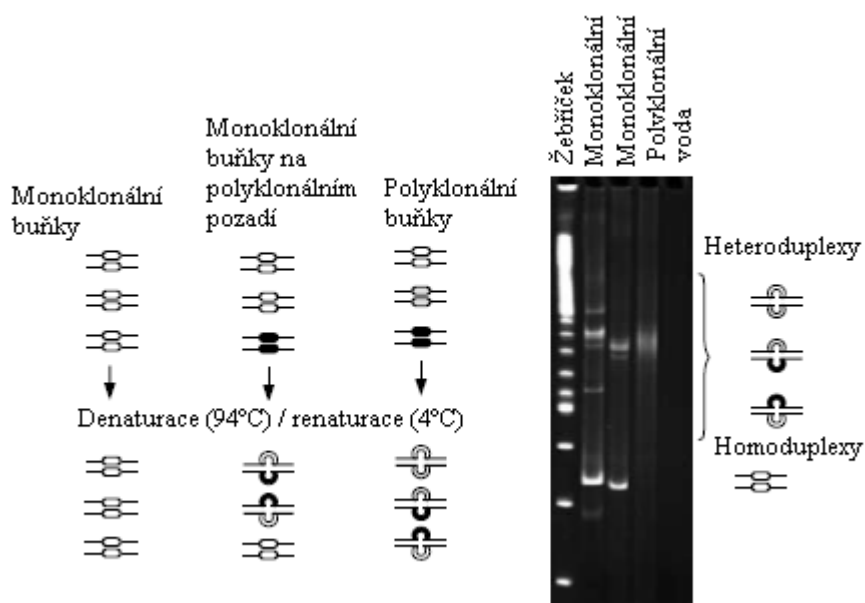 Monoklonální
buňky
Monoklonální
buňky na
polyklonálním
pozadí
Polyklonální
buňky
Denaturace (94°C) / renaturace (4°C)
Žebříček
Monoklonální
Monoklonální
Polyklonální
voda
Heteroduplexy
Homoduplexy